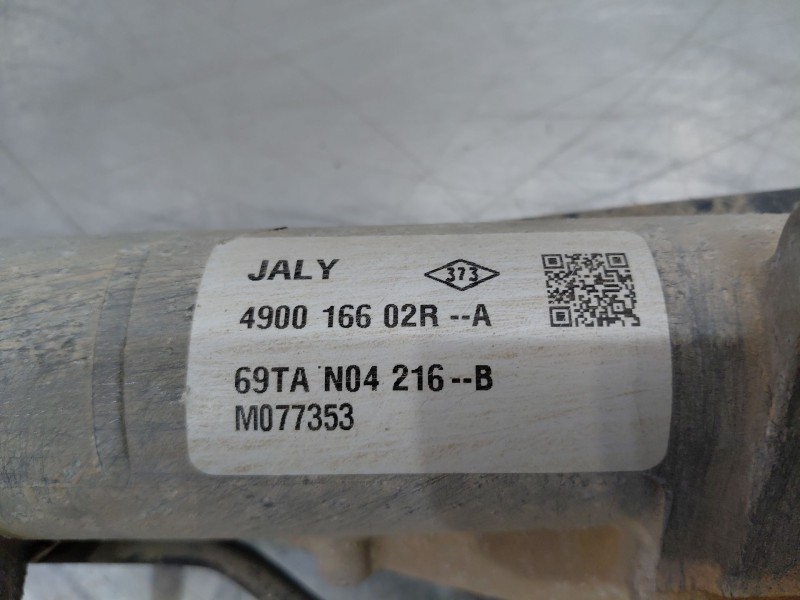 JALY 373
4900 166 02R --A
69TA N04 216--B
M077353